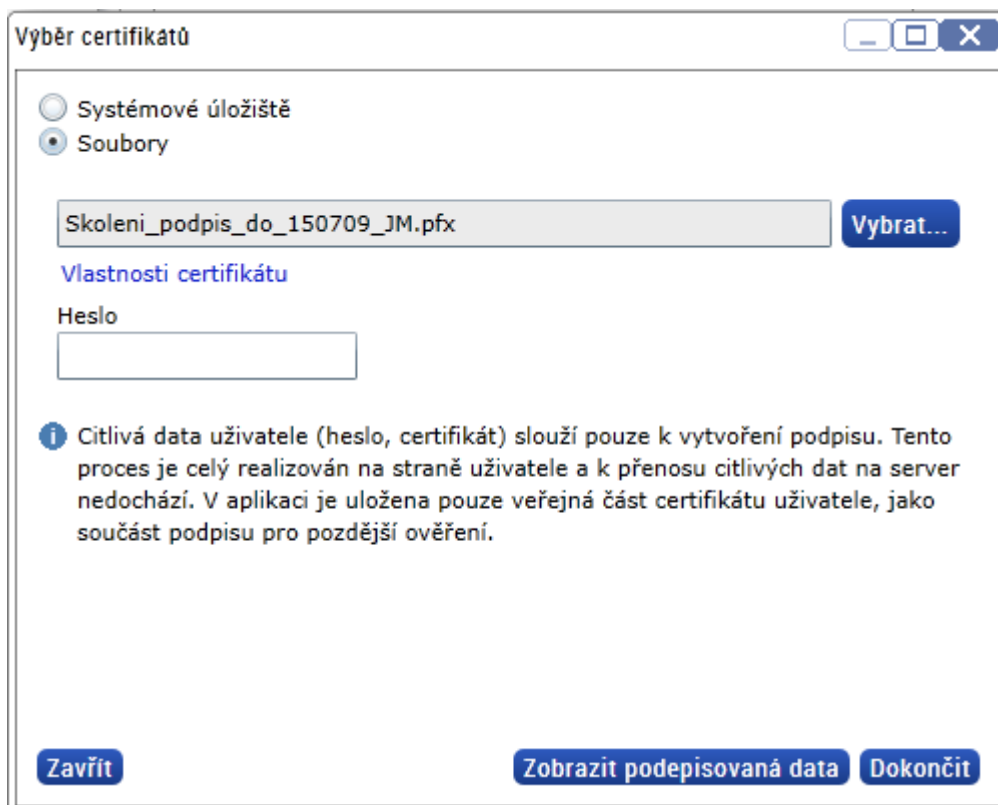 Výběr certifikátů
Systémové úložiště
Soubory
Skoleni_podpis_do_150709_JM.pfx
Vybrat...
Vlastnosti certifikátu
Heslo
Citlivá data uživatele (heslo, certifikát) slouží pouze k vytvoření podpisu. Tento
proces je celý realizován na straně uživatele a k přenosu citlivých dat na server
nedochází. V aplikaci je uložena pouze veřejná část certifikátu uživatele, jako
součást podpisu pro pozdější ověření.
Zavřít
Zobrazit podepisovaná data
Dokončit